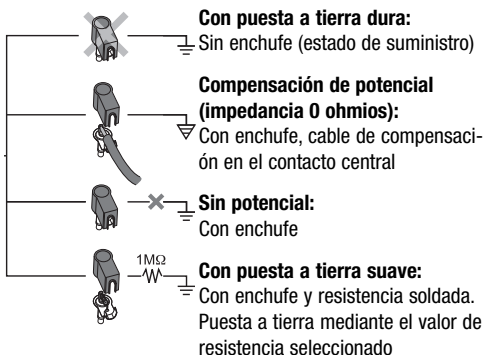 Con puesta a tierra dura:
Sin enchufe (estado de suministro)
Compensación de potencial
(impedancia 0 ohmios):
Con enchufe, cable de compensaci-
ón en el contacto central
Sin potencial:
Con enchufe
1MΩ
Con puesta a tierra suave:
Con enchufe y resistencia soldada.
Puesta a tierra mediante el valor de
resistencia seleccionado